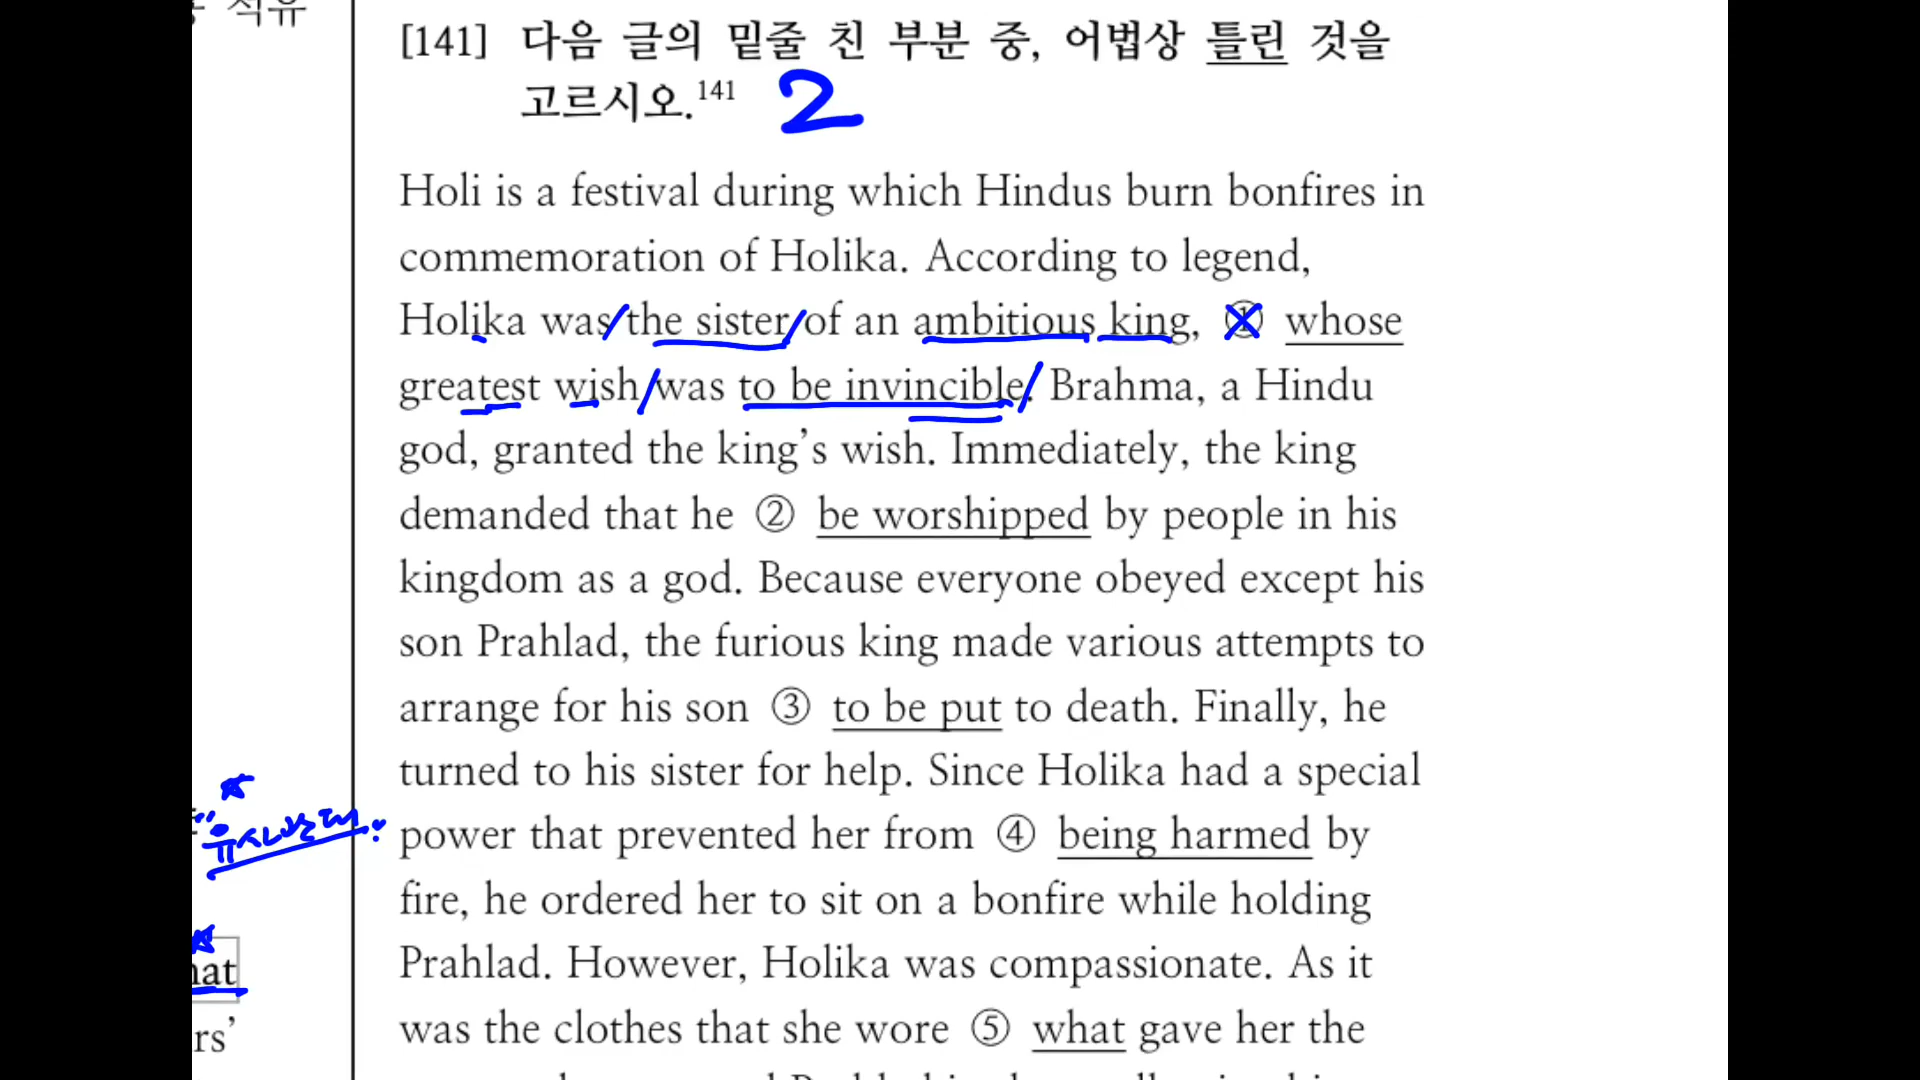 석유
[141] 다음 글의 밑줄 친 부분 중, 어법상 틀린 것을
고르시오.141 2
Holi is a festival during which Hindus burn bonfires in
commemoration of Holika. According to legend,
Holika was/the sister/of an ambitious king, ① whose
greatest wish/was to be invincible/. Brahma, a Hindu
god, granted the king’s wish. Immediately, the king
demanded that he ② be worshipped by people in his
kingdom as a god. Because everyone obeyed except his
son Prahlad, the furious king made various attempts to
arrange for his son ③ to be put to death. Finally, he
turned to his sister for help. Since Holika had a special
power that prevented her from ④ being harmed by
fire, he ordered her to sit on a bonfire while holding
Prahlad. However, Holika was compassionate. As it
was the clothes that she wore ⑤ what gave her the
hat
rs’